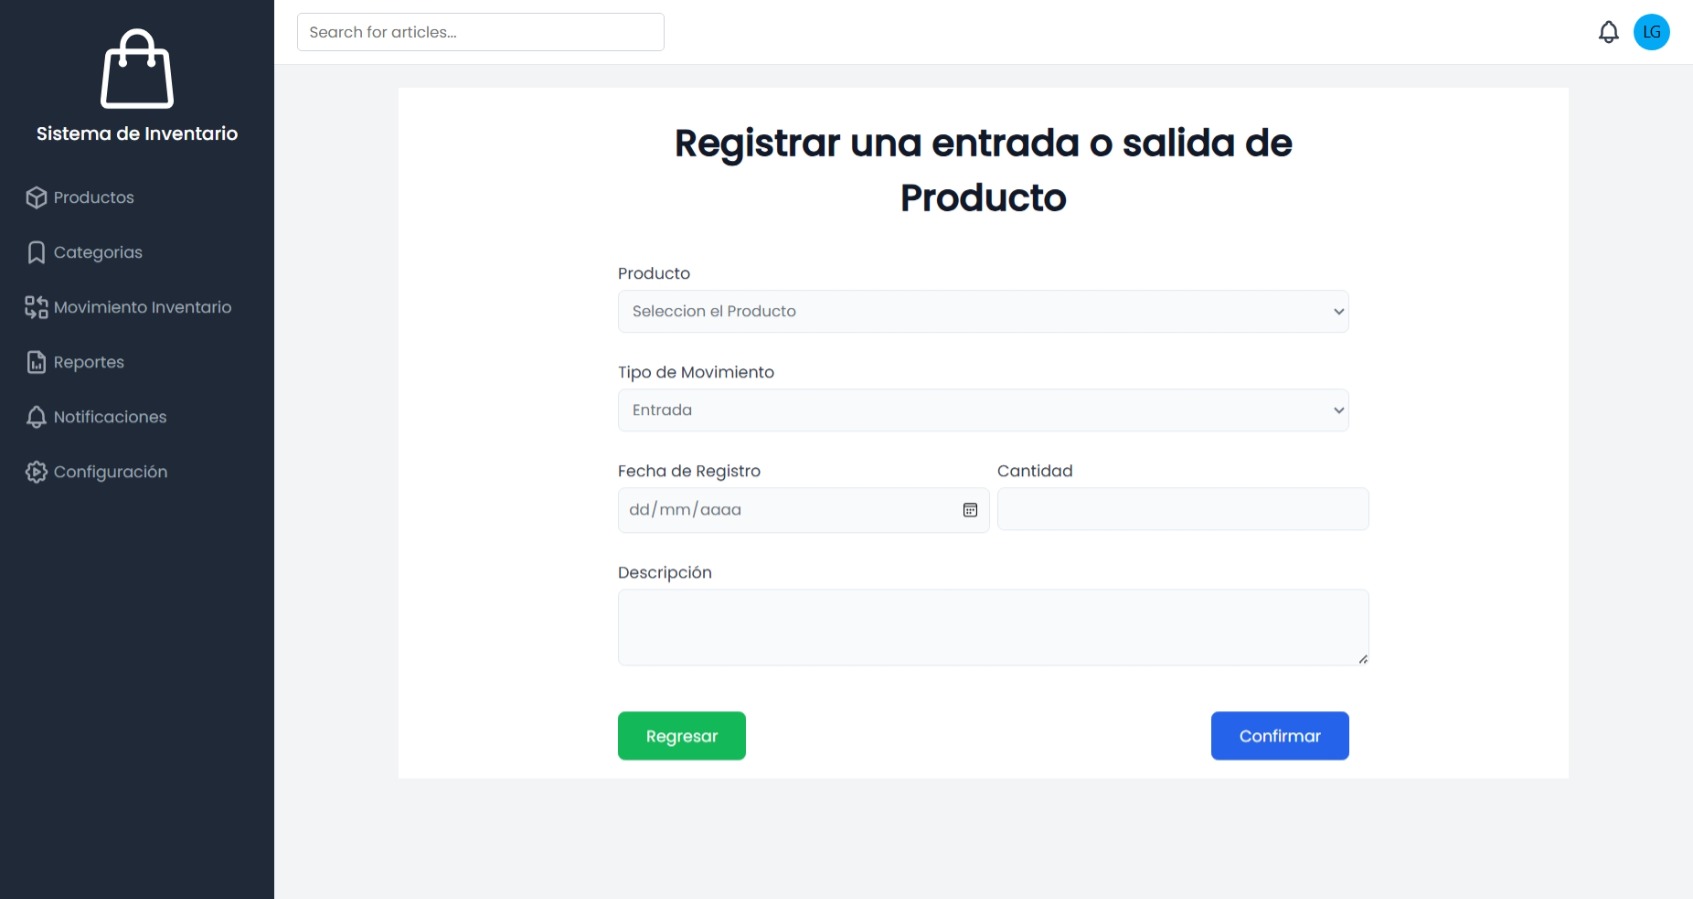 Search for articles...
LG
Sistema de Inventario
Productos
Categorias
Movimiento Inventario
Reportes
Notificaciones
Configuración
Registrar una entrada o salida de
Producto
Producto
Seleccion el Producto
Tipo de Movimiento
Entrada
Fecha de Registro
Cantidad
dd/mm/aaaa
Descripción
Regresar
Confirmar